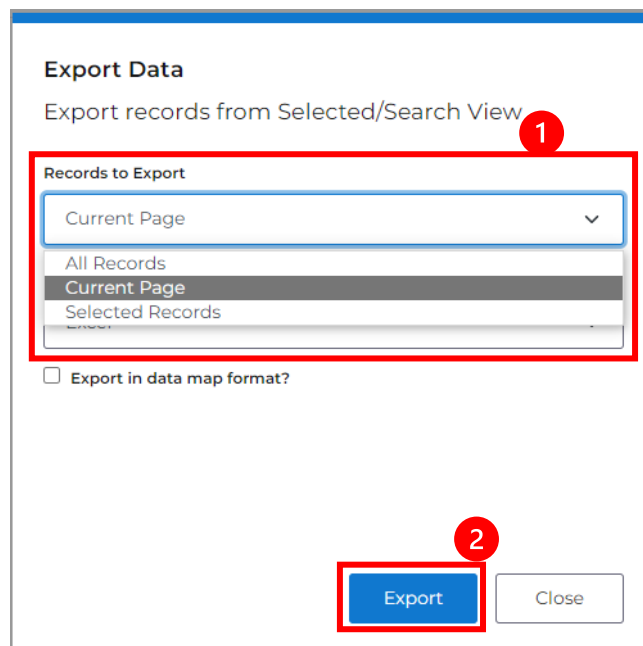 Export Data
Export records from Selected/Search View
1
Records to Export
Current Page
All Records
Current Page
Selected Records
Excel
Export in data map format?
2
Export
Close